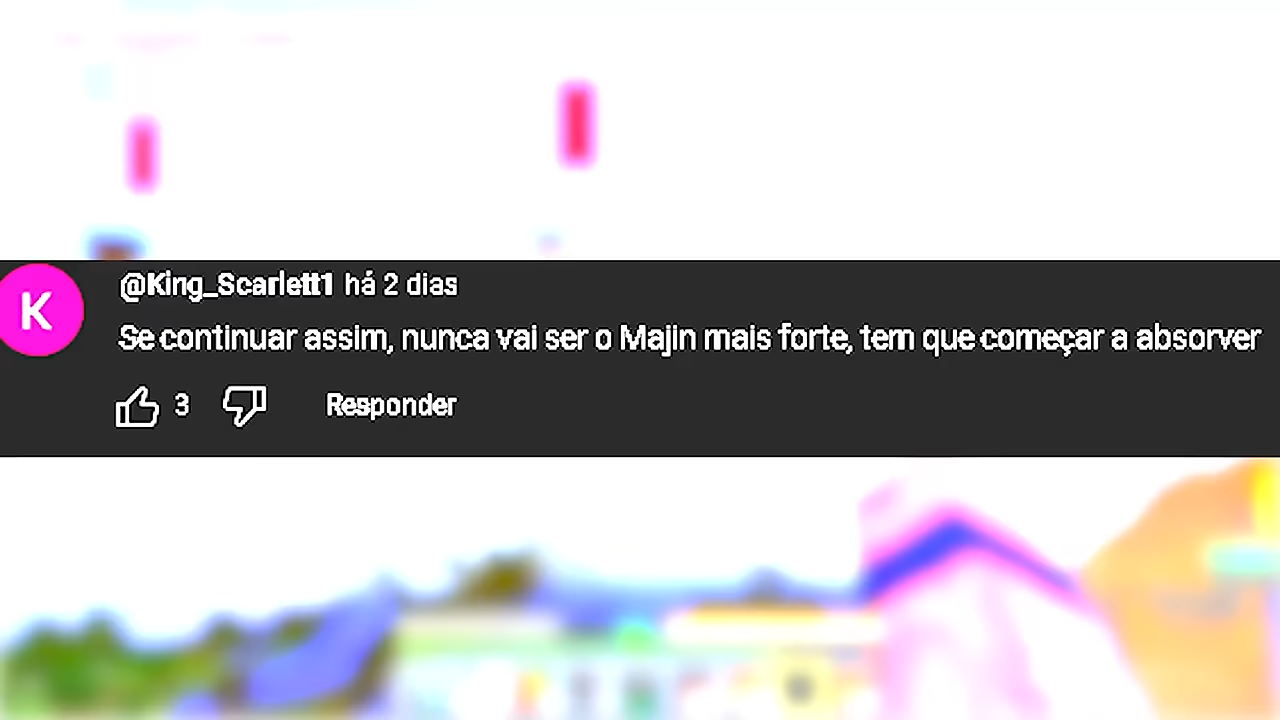 K
@King_Scarlett1 há 2 dias
Se continuar assim, nunca vai ser o Majin mais forte, tem que começar a absorver
3 Responder